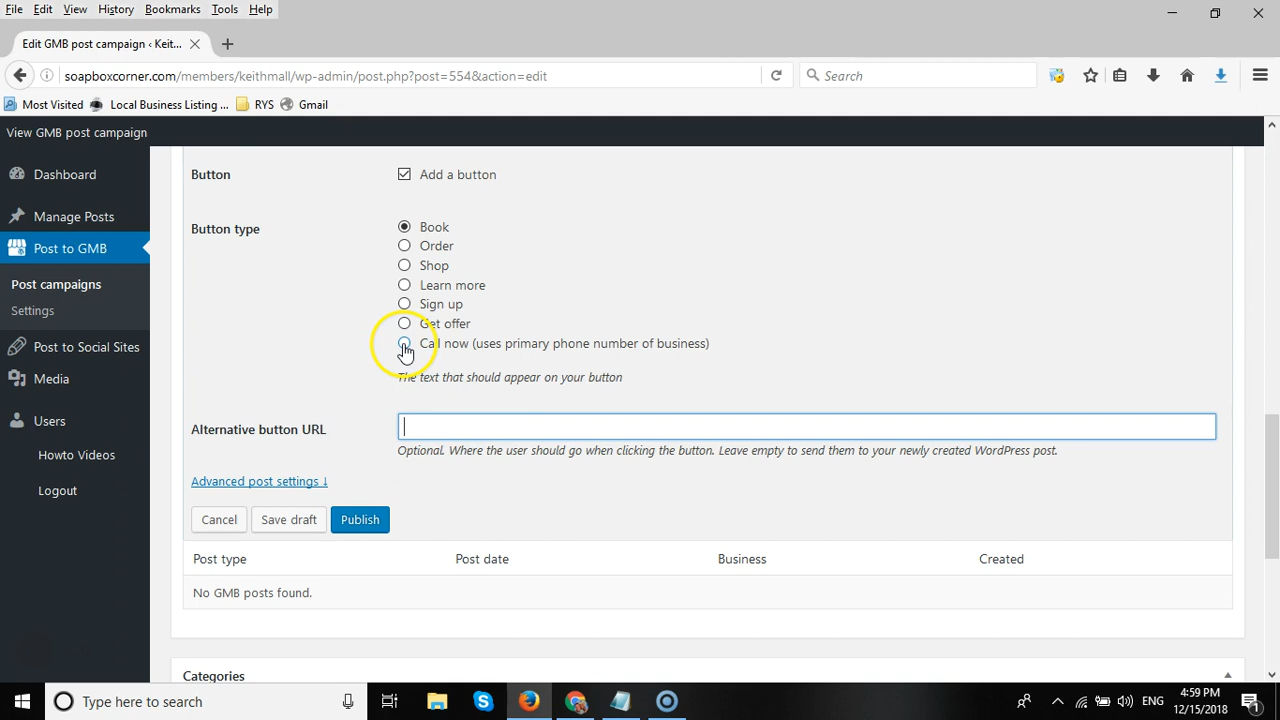 File Edit View History Bookmarks Tools Help
Edit GMB post campaign ‹ Keit...
soapboxcorner.com/members/keithmall/wp-admin/post.php?post=554&action=edit
Search
Most Visited Local Business Listing ... RYS Gmail
View GMB post campaign
Dashboard
Manage Posts
Post to GMB
Post campaigns
Settings
Post to Social Sites
Media
Users
Howto Videos
Logout
Button
Add a button
Button type
Book
Order
Shop
Learn more
Sign up
Get offer
Call now (uses primary phone number of business)
The text that should appear on your button
Alternative button URL
Optional. Where the user should go when clicking the button. Leave empty to send them to your newly created WordPress post.
Advanced post settings ↓
Cancel Save draft Publish
Post type Post date Business Created
No GMB posts found.
Categories
Type here to search
ENG
4:59 PM
12/15/2018
1